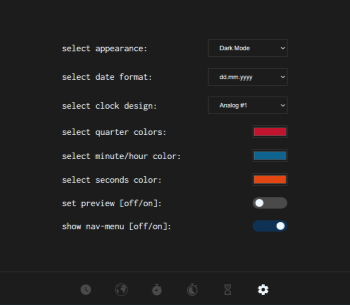 select appearance: Dark Mode
select date format: dd.mm.yyyy
select clock design: Analog #1
select quarter colors:
select minute/hour color:
select seconds color:
set preview [off/on]:
show nav-menu [off/on]: